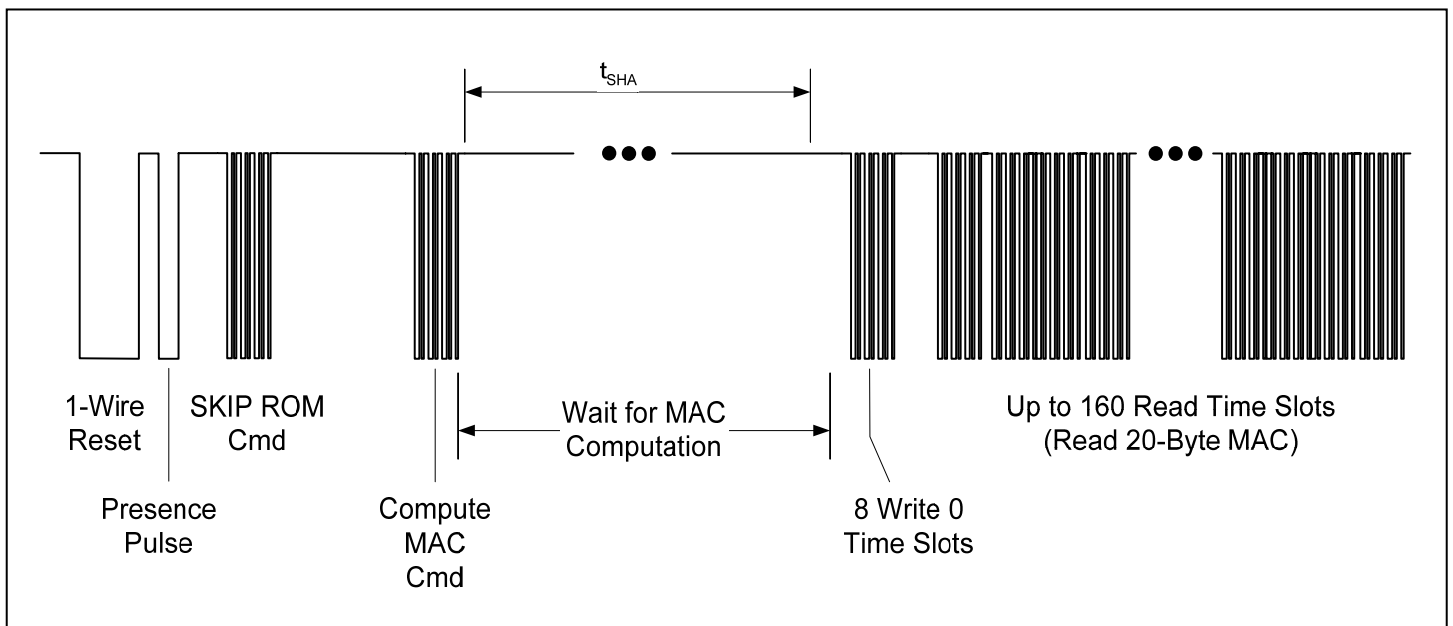 tSHA
1-Wire
Reset
SKIP ROM
Cmd
Wait for MAC
Computation
Up to 160 Read Time Slots
(Read 20-Byte MAC)
Presence
Pulse
Compute
MAC
Cmd
8 Write 0
Time Slots